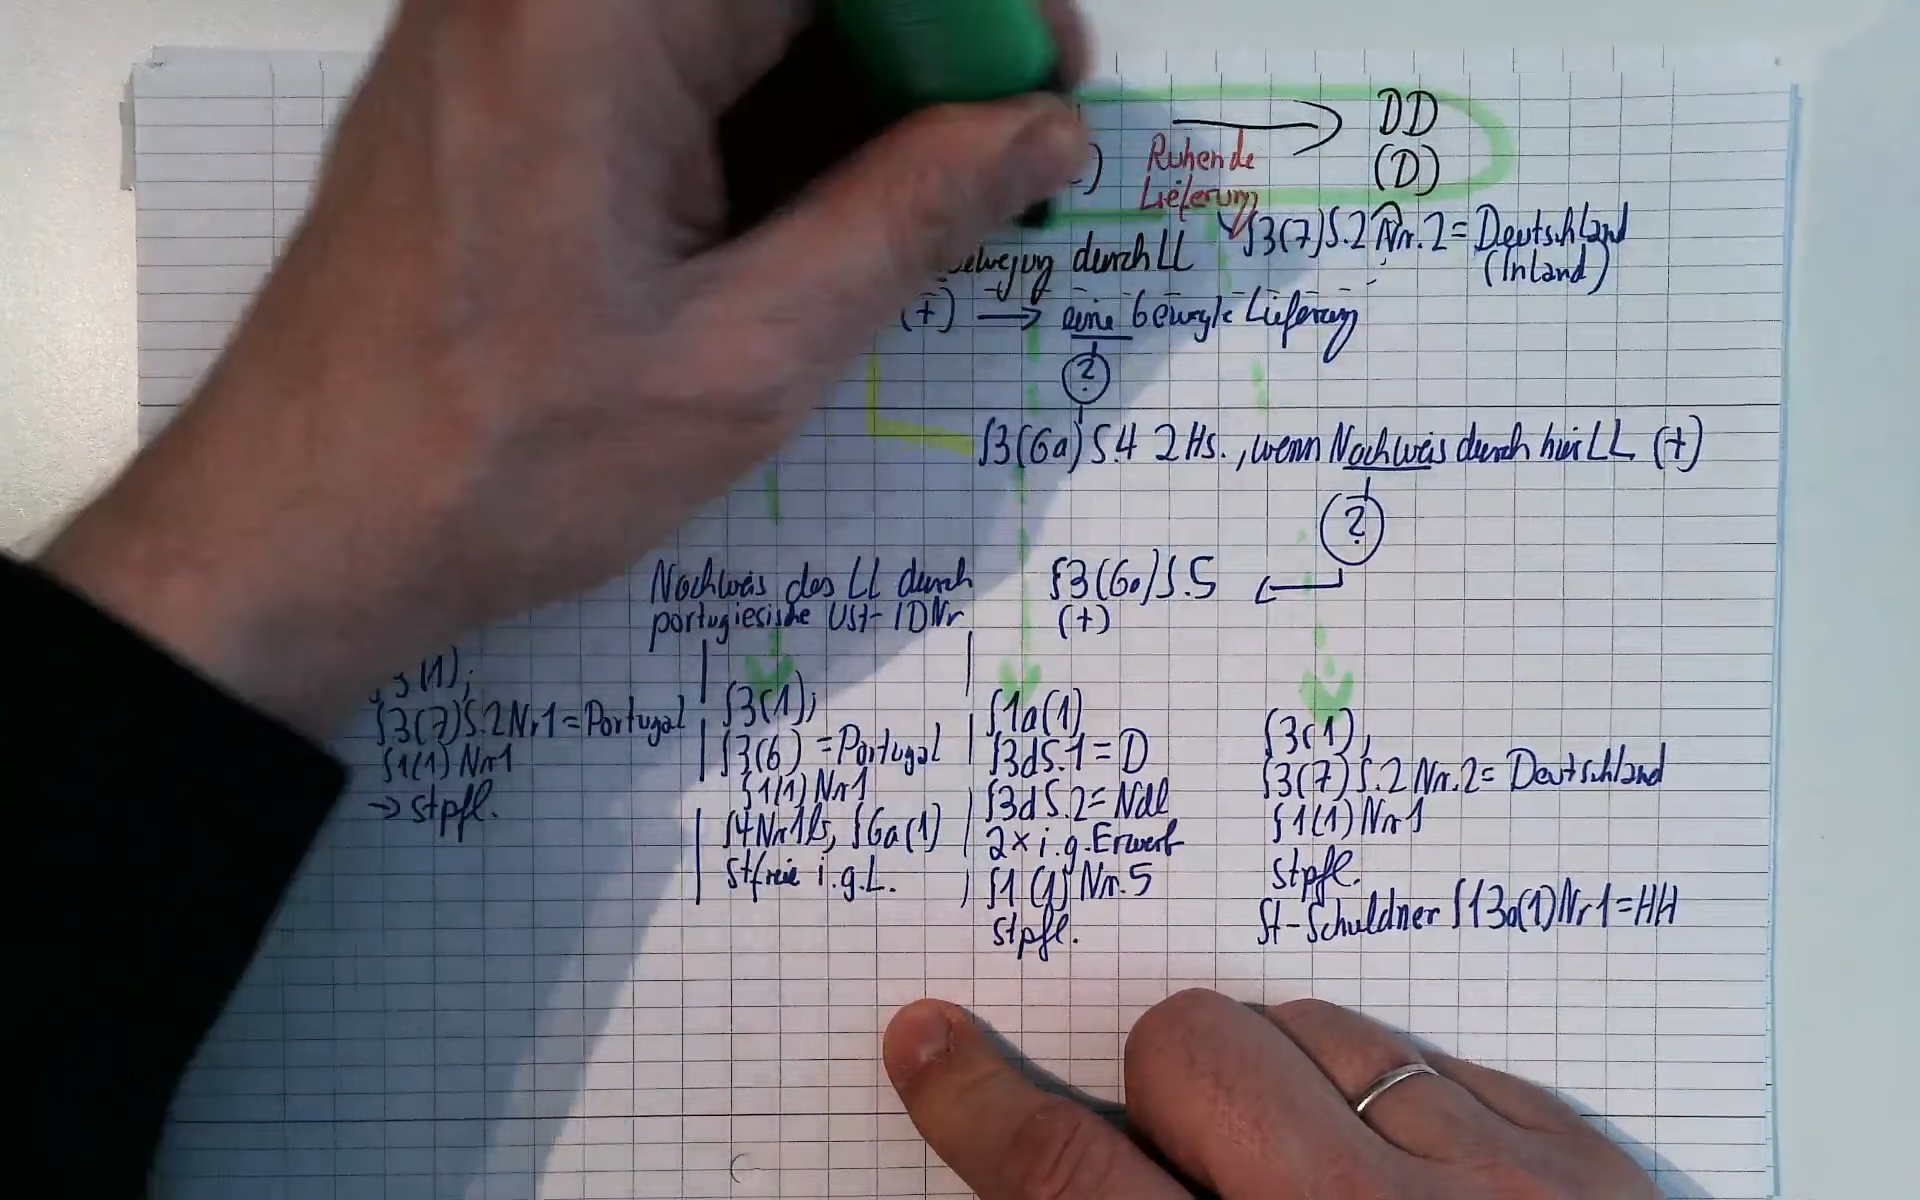 DD
(D)
Ruhende
Lieferung
§3(7)S.2 Nr.2 = Deutschland
(Inland)
durch LL
(+) → eine bewegte Lieferung
?
§3(6a) S.4 2 Hs., wenn Nachweis durch hier LL (+)
?
Nachweis des LL durch
portugiesische USt-IDNr
§3(6a)S.5
(+)
§3(1);
§3(7)S.2Nr1=Portugal
§1(1) Nr1
→ stpfl.
§3(1);
§3(6) =Portugal
§1(1) Nr1
§4Nr1b, §6a(1)
stfreie i.g.L.
§1a(1)
§3dS.1 = D
§3dS.2 = Ndl
2x i.g. Erwerb
§1(1) Nr.5
stpfl.
§3(1),
§3(7) S.2 Nr.2= Deutschland
§1(1) Nr1
stpfl.
St-Schuldner §13a(1)Nr1=HH